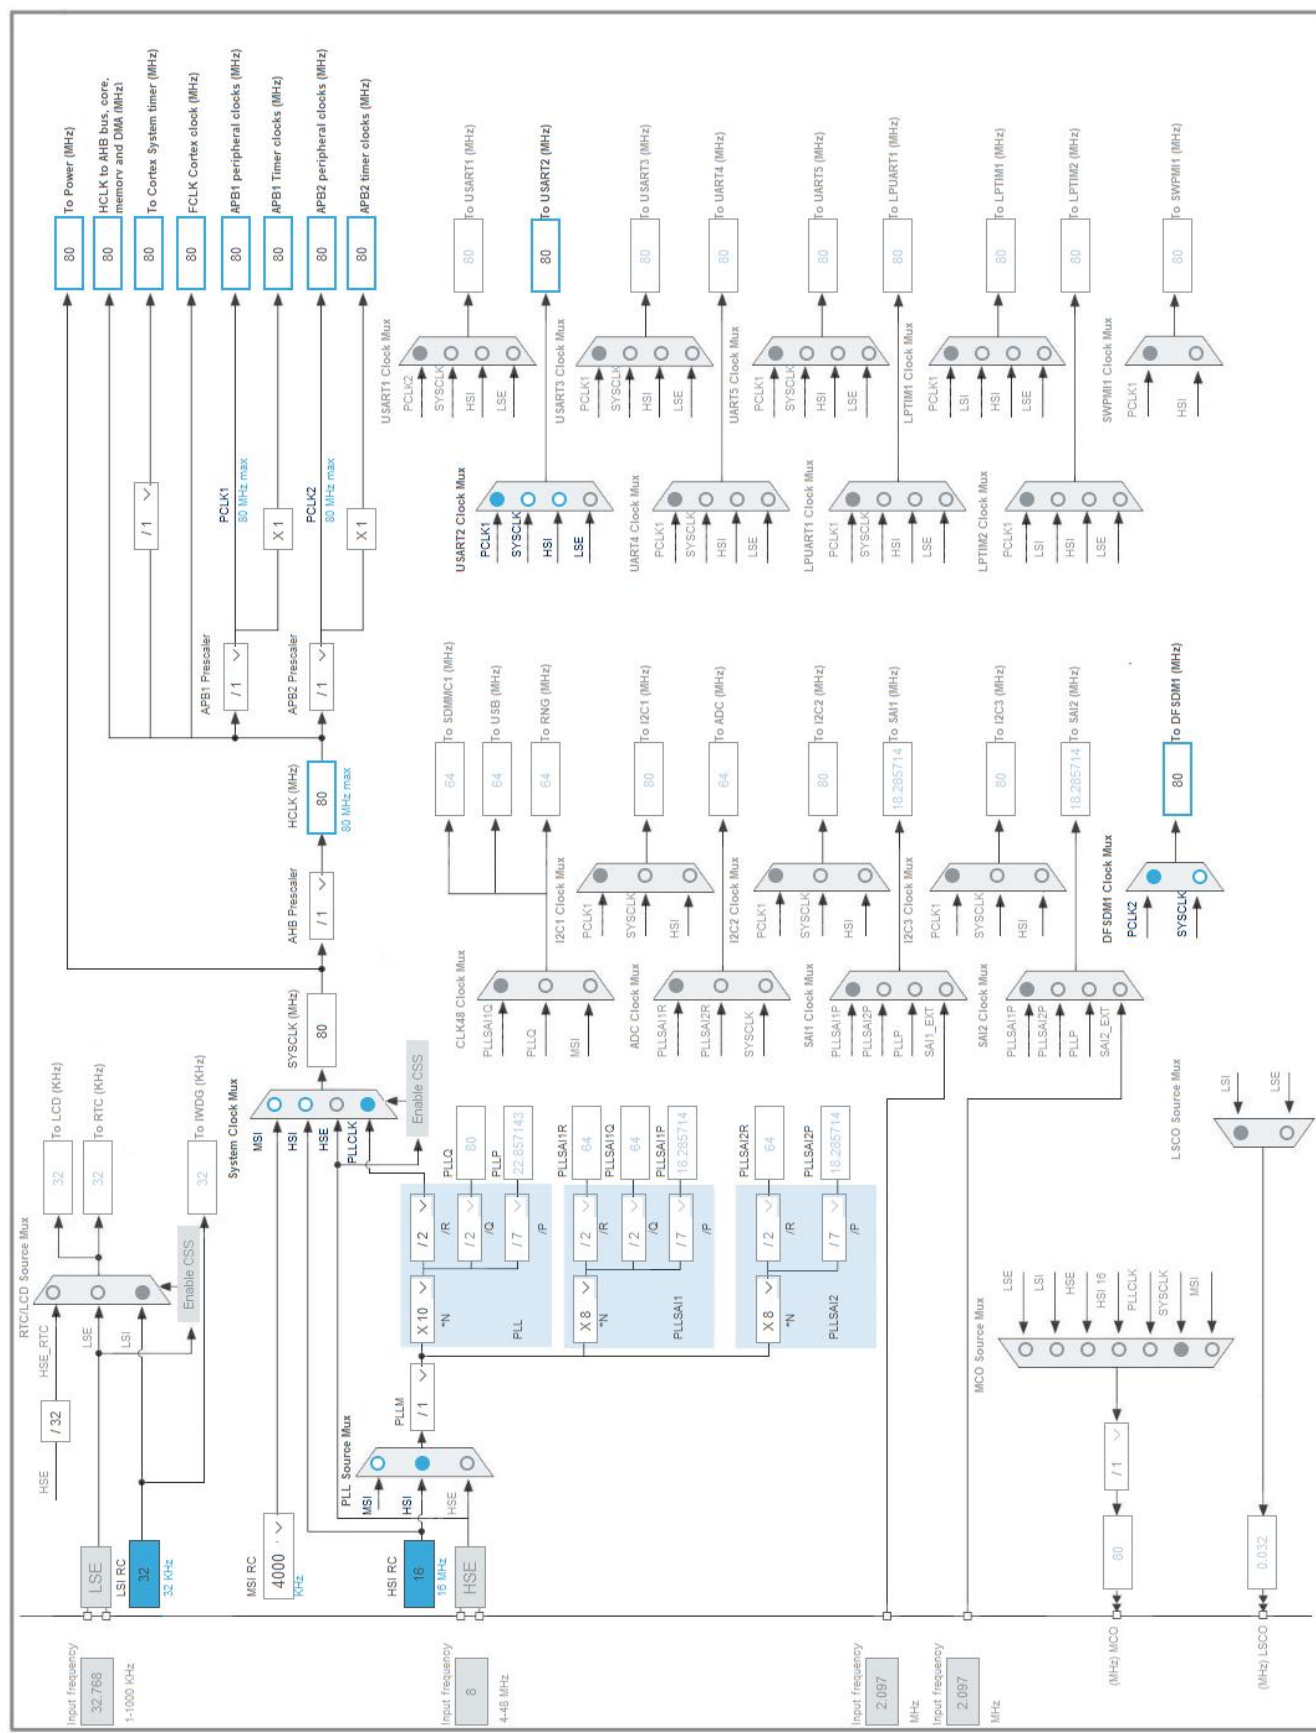 Input frequency
32.768
1-1000 KHz
LSE
LSI RC
32
32 KHz
HSE
/ 32
HSE_RTC
LSE
LSI
RTC/LCD Source Mux
Enable CSS
32
To LCD (KHz)
32
To RTC (KHz)
32
To IWDG (KHz)
MSI RC
4000
KHz
HSI RC
16
16 MHz
Input frequency
8
4-48 MHz
HSE
PLL Source Mux
MSI
HSI
HSE
PLLM
/ 1
X 10
*N
PLL
/ 2
/R
/ 2
/Q
/ 7
/P
PLLQ
80
PLLP
22.857143
X 8
*N
PLLSAI1
/ 2
/R
/ 2
/Q
/ 7
/P
PLLSAI1R
64
PLLSAI1Q
64
PLLSAI1P
18.285714
X 8
*N
PLLSAI2
/ 2
/R
/ 7
/P
PLLSAI2R
64
PLLSAI2P
18.285714
System Clock Mux
MSI
HSI
HSE
PLLCLK
Enable CSS
SYSCLK (MHz)
80
AHB Prescaler
/ 1
HCLK (MHz)
80
80 MHz max
APB1 Prescaler
/ 1
APB2 Prescaler
/ 1
/ 1
PCLK1
80 MHz max
X 1
PCLK2
80 MHz max
X 1
80
To Power (MHz)
80
HCLK to AHB bus, core,
memory and DMA (MHz)
80
To Cortex System timer (MHz)
80
FCLK Cortex clock (MHz)
80
APB1 peripheral clocks (MHz)
80
APB1 Timer clocks (MHz)
80
APB2 peripheral clocks (MHz)
80
APB2 timer clocks (MHz)
CLK48 Clock Mux
PLLSAI1Q
PLLQ
MSI
64
To SDMMC1 (MHz)
64
To USB (MHz)
64
To RNG (MHz)
I2C1 Clock Mux
PCLK1
SYSCLK
HSI
80
To I2C1 (MHz)
ADC Clock Mux
PLLSAI1R
PLLSAI2R
SYSCLK
64
To ADC (MHz)
I2C2 Clock Mux
PCLK1
SYSCLK
HSI
80
To I2C2 (MHz)
SAI1 Clock Mux
PLLSAI1P
PLLSAI2P
PLLP
SAI1_EXT
18.285714
To SAI1 (MHz)
I2C3 Clock Mux
PCLK1
SYSCLK
HSI
80
To I2C3 (MHz)
SAI2 Clock Mux
PLLSAI1P
PLLSAI2P
PLLP
SAI2_EXT
18.285714
To SAI2 (MHz)
DFSDM1 Clock Mux
PCLK2
SYSCLK
80
To DFSDM1 (MHz)
USART1 Clock Mux
PCLK2
SYSCLK
HSI
LSE
80
To USART1 (MHz)
USART2 Clock Mux
PCLK1
SYSCLK
HSI
LSE
80
To USART2 (MHz)
USART3 Clock Mux
PCLK1
SYSCLK
HSI
LSE
80
To USART3 (MHz)
UART4 Clock Mux
PCLK1
SYSCLK
HSI
LSE
80
To UART4 (MHz)
UART5 Clock Mux
PCLK1
SYSCLK
HSI
LSE
80
To UART5 (MHz)
LPUART1 Clock Mux
PCLK1
SYSCLK
HSI
LSE
80
To LPUART1 (MHz)
LPTIM1 Clock Mux
PCLK1
LSI
HSI
LSE
80
To LPTIM1 (MHz)
LPTIM2 Clock Mux
PCLK1
LSI
HSI
LSE
80
To LPTIM2 (MHz)
SWPMI1 Clock Mux
PCLK1
HSI
80
To SWPMI1 (MHz)
Input frequency
2.097
MHz
Input frequency
2.097
MHz
MCO Source Mux
LSE
LSI
HSE
HSI 16
PLLCLK
SYSCLK
MSI
/ 1
80
(MHz) MCO
LSCO Source Mux
LSI
LSE
0.032
(MHz) LSCO